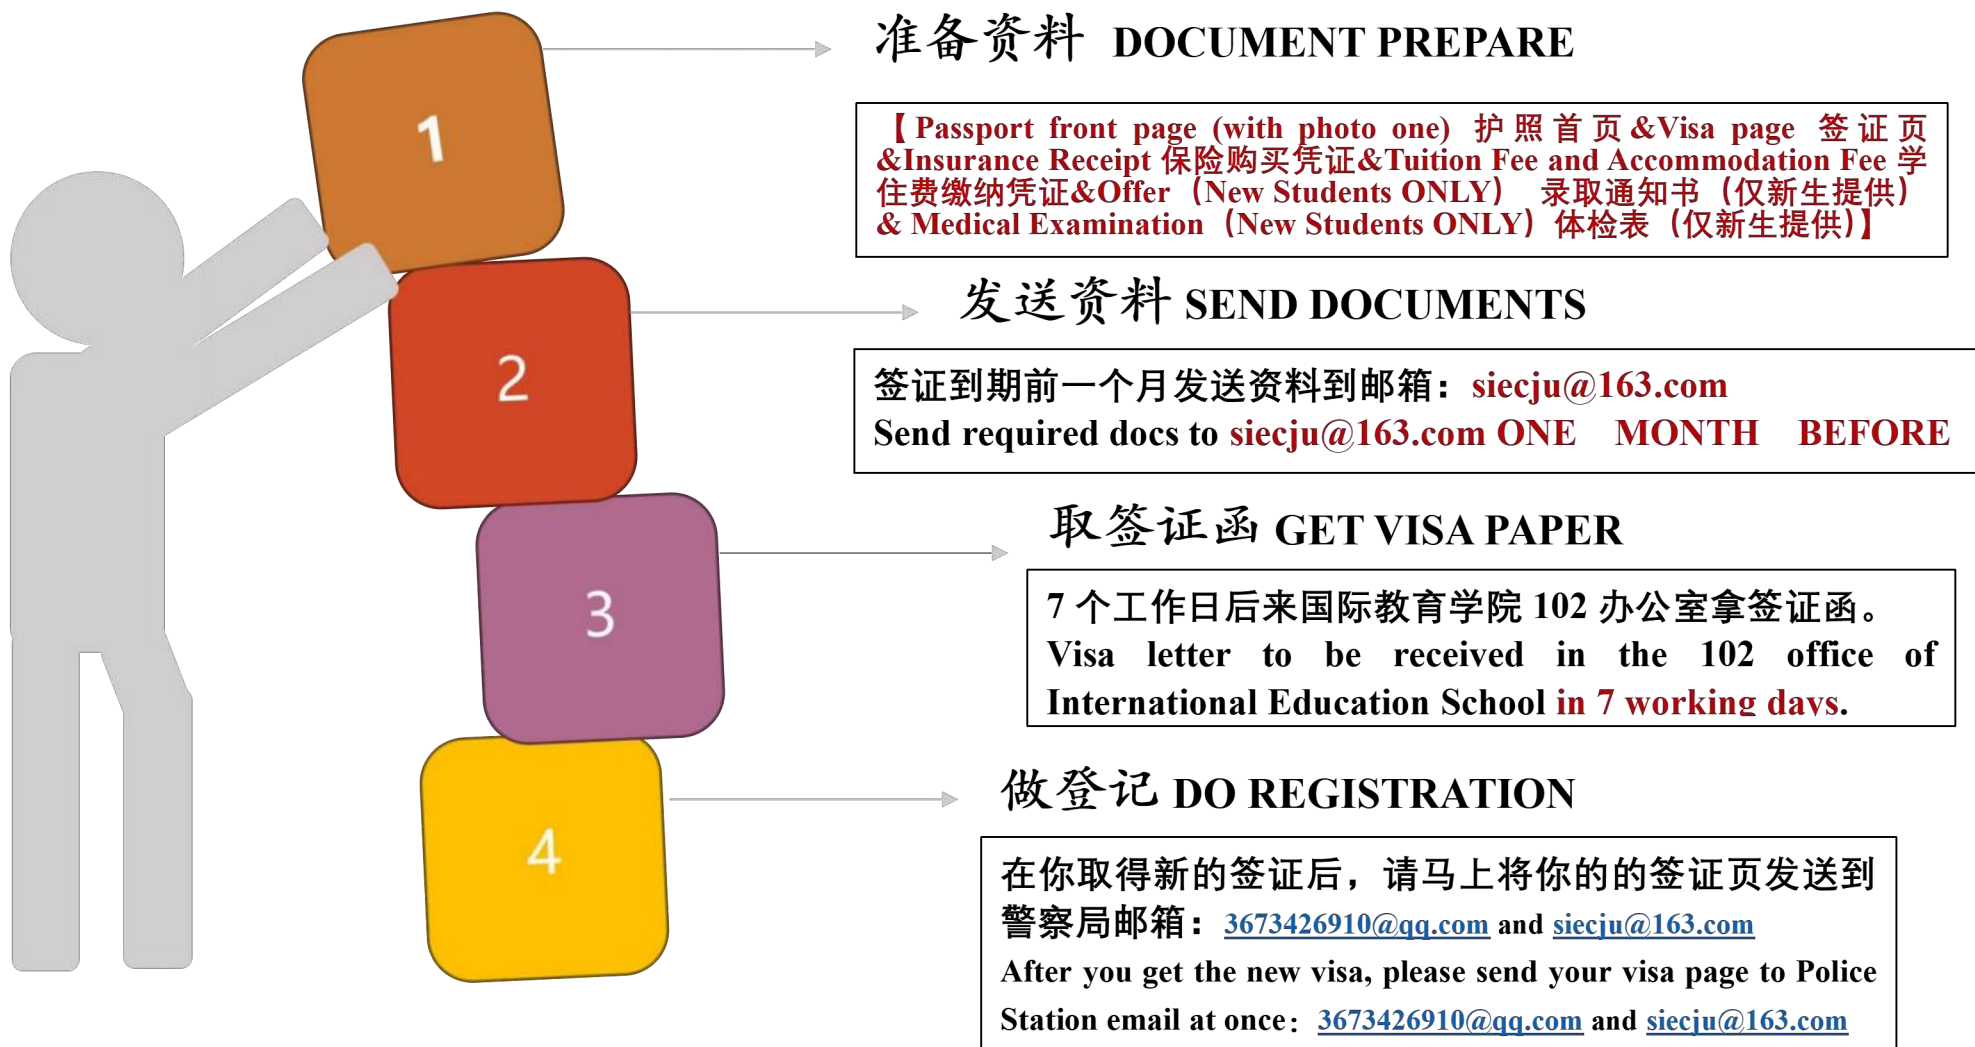 1
准备资料 DOCUMENT PREPARE
【Passport front page (with photo one) 护照首页&Visa page 签证页
&Insurance Receipt 保险购买凭证&Tuition Fee and Accommodation Fee 学
住费缴纳凭证&Offer（New Students ONLY） 录取通知书（仅新生提供）
& Medical Examination（New Students ONLY）体检表（仅新生提供）】
2
发送资料 SEND DOCUMENTS
签证到期前一个月发送资料到邮箱：siecju@163.com
Send required docs to siecju@163.com ONE MONTH BEFORE
3
取签证函 GET VISA PAPER
7 个工作日后来国际教育学院 102 办公室拿签证函。
Visa letter to be received in the 102 office of
International Education School in 7 working days.
4
做登记 DO REGISTRATION
在你取得新的签证后，请马上将你的的签证页发送到
警察局邮箱：3673426910@qq.com and siecju@163.com
After you get the new visa, please send your visa page to Police
Station email at once：3673426910@qq.com and siecju@163.com